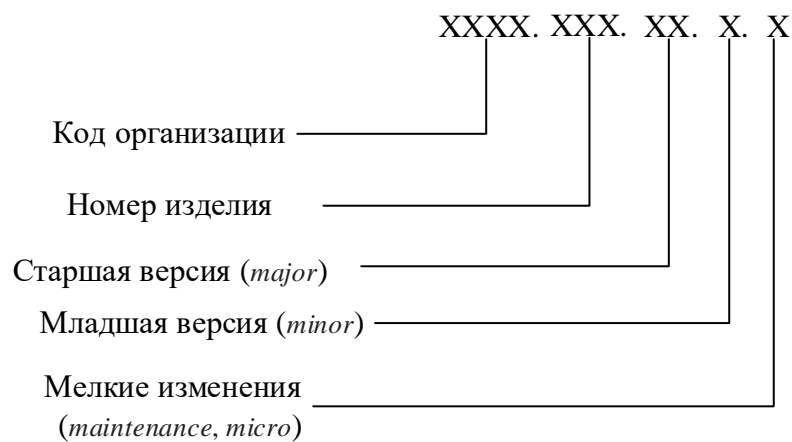 XXXX. XXX. XX. X. X
Код организации
Номер изделия
Старшая версия (major)
Младшая версия (minor)
Мелкие изменения
(maintenance, micro)